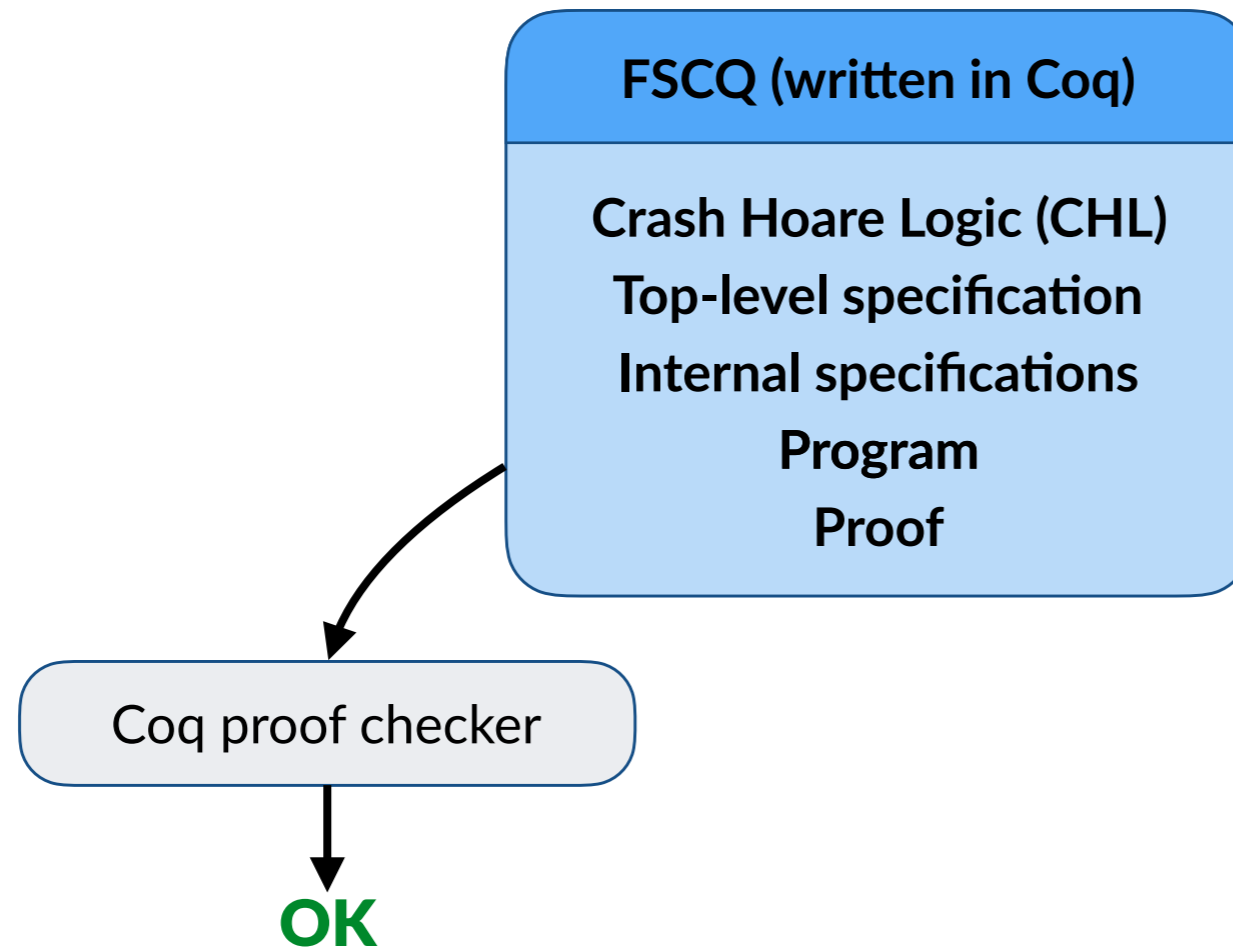 FSCQ (written in Coq)
Crash Hoare Logic (CHL)
Top-level specification
Internal specifications
Program
Proof
Coq proof checker
OK